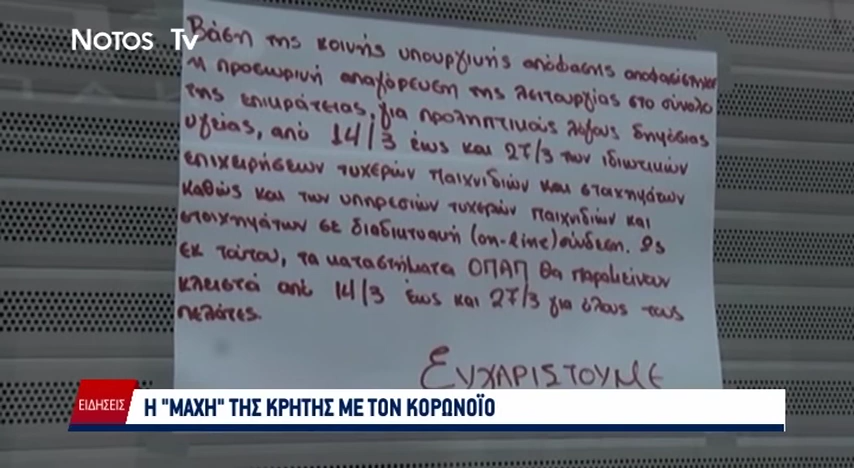 NOTOS TV
Βάση της κοινής υπουργικής απόφασης αποφασίστηκε
η προσωρινή απαγόρευση της λειτουργίας στο σύνολο
της επικράτειας, για προληπτικούς λόγους δημόσιας
υγείας, από 14/3 έως και 27/3 των ιδιωτικών
επιχειρήσεων τυχερών παιχνιδιών και στοιχημάτων
καθώς και των υπηρεσιών τυχερών παιχνιδιών και
στοιχημάτων σε διαδικτυακή (on-line) σύνδεση. Ως
εκ τούτου, τα καταστήματα ΟΠΑΠ θα παραμείνουν
κλειστά από 14/3 έως και 27/3 για όλους τους
πελάτες.
ΕΥΧΑΡΙΣΤΟΥΜΕ
ΕΙΔΗΣΕΙΣ
Η "ΜΑΧΗ" ΤΗΣ ΚΡΗΤΗΣ ΜΕ ΤΟΝ ΚΟΡΩΝΟΪΟ